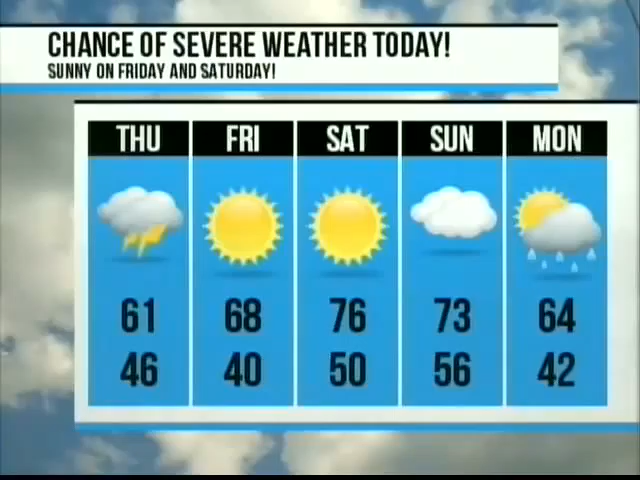 CHANCE OF SEVERE WEATHER TODAY!
SUNNY ON FRIDAY AND SATURDAY!
THU FRI SAT SUN MON
61 68 76 73 64
46 40 50 56 42